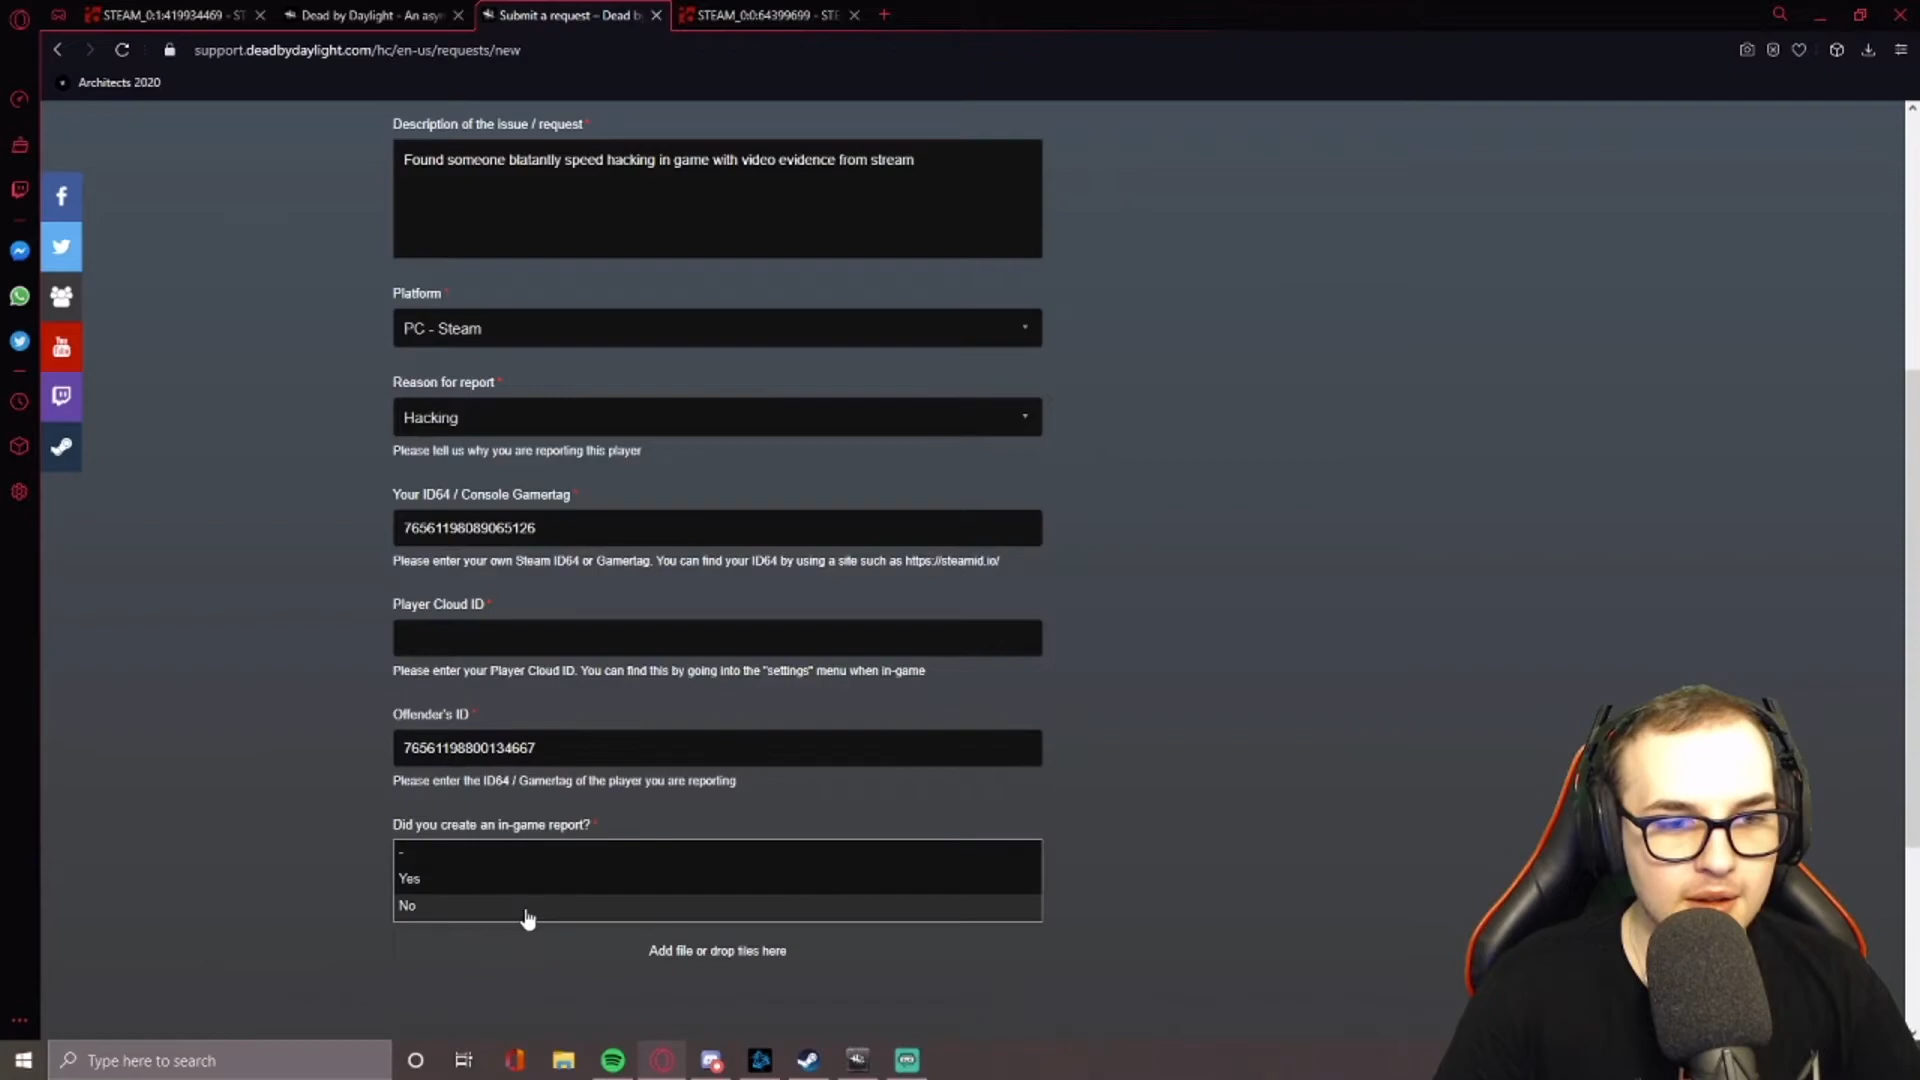 STEAM_0:1:419934469 - ST
Dead by Daylight - An asyn
Submit a request – Dead b
STEAM_0:0:64399699 - STE
support.deadbydaylight.com/hc/en-us/requests/new
Architects 2020
Description of the issue / request *
Found someone blatantly speed hacking in game with video evidence from stream
Platform *
PC - Steam
Reason for report *
Hacking
Please tell us why you are reporting this player
Your ID64 / Console Gamertag *
76561198089065126
Please enter your own Steam ID64 or Gamertag. You can find your ID64 by using a site such as https://steamid.io/
Player Cloud ID *
Please enter your Player Cloud ID. You can find this by going into the "settings" menu when in-game
Offender's ID *
76561198800134667
Please enter the ID64 / Gamertag of the player you are reporting
Did you create an in-game report? *
-
Yes
No
Add file or drop files here
Type here to search